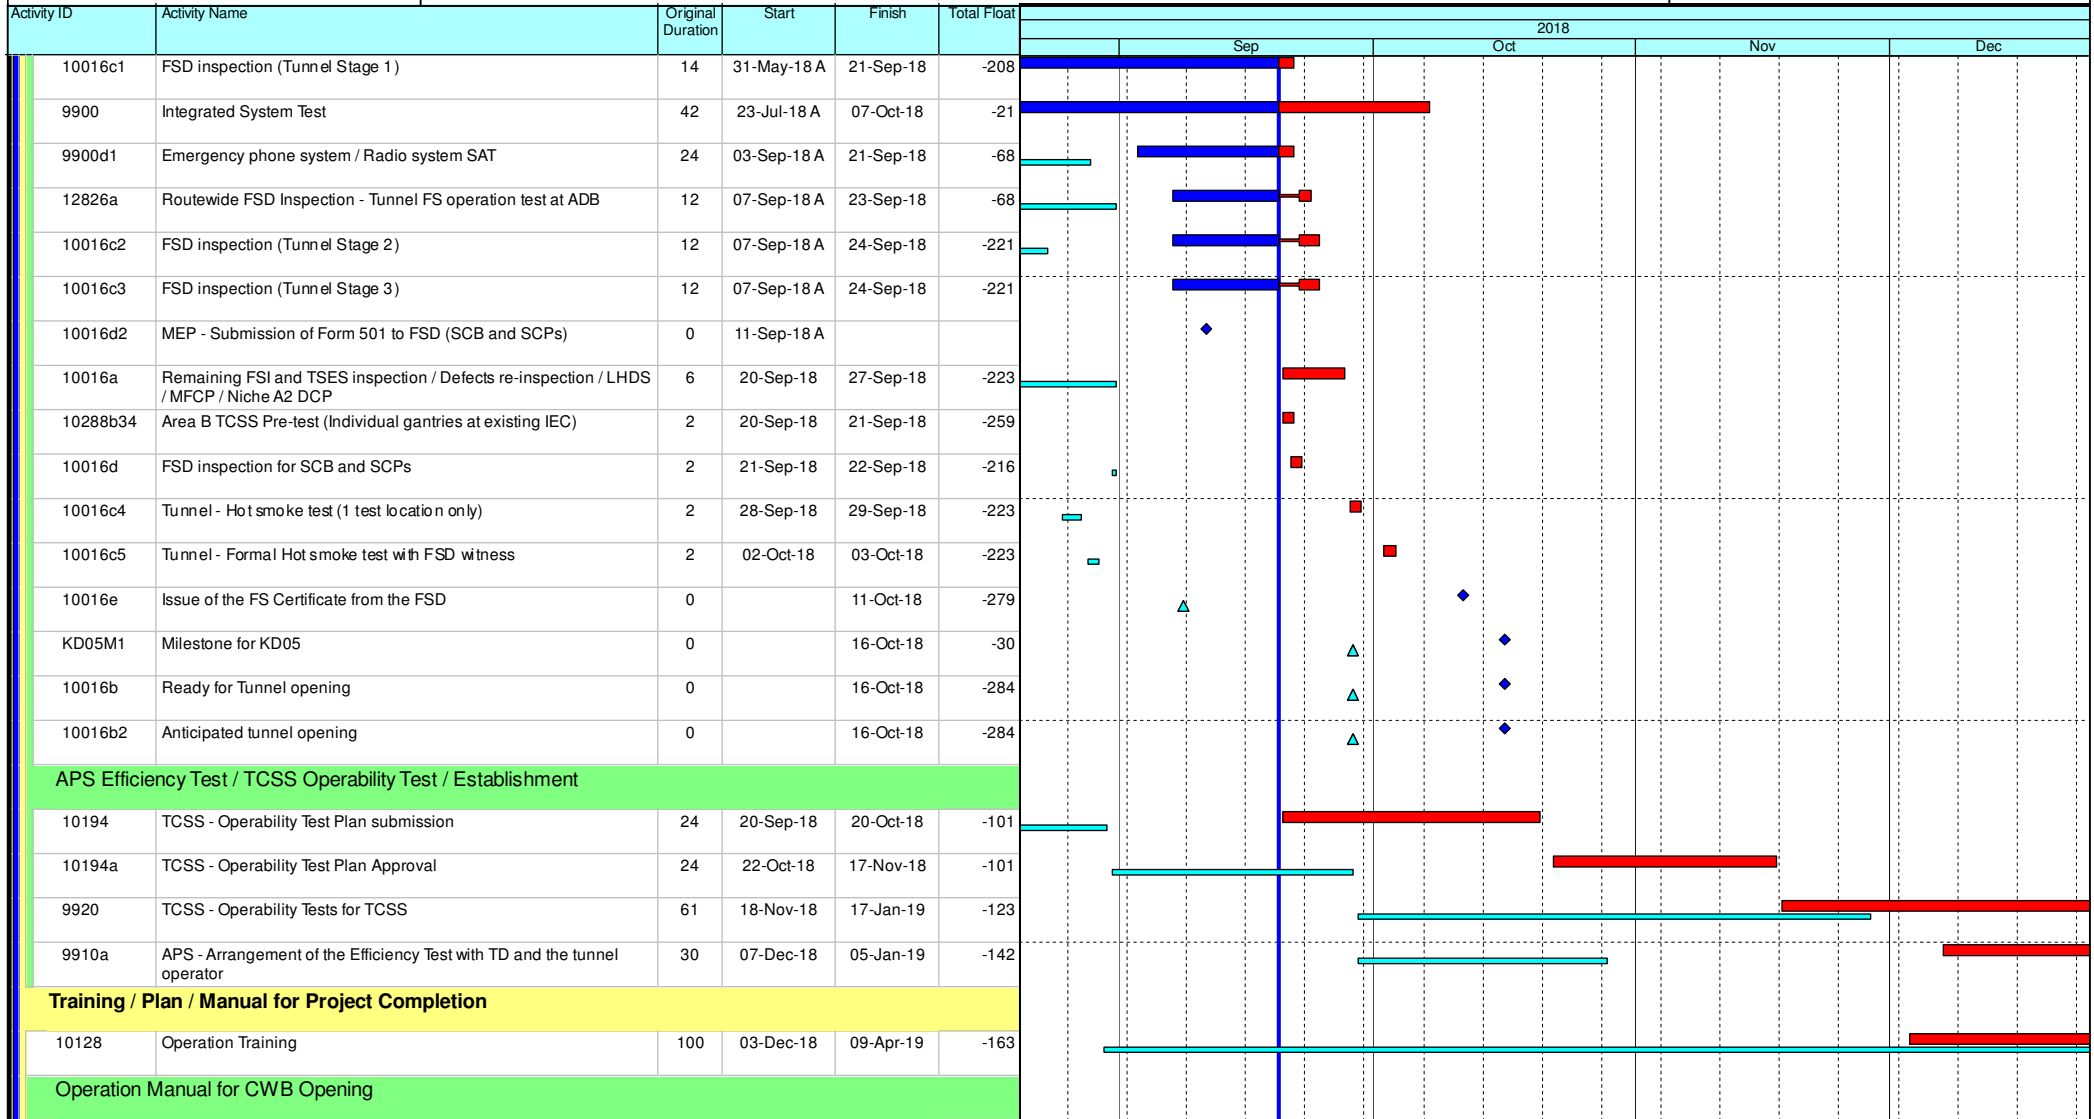 Activity ID Activity Name Original Duration Start Finish Total Float
2018
Sep Oct Nov Dec
10016c1 FSD inspection (Tunnel Stage 1) 14 31-May-18 A 21-Sep-18 -208
9900 Integrated System Test 42 23-Jul-18 A 07-Oct-18 -21
9900d1 Emergency phone system / Radio system SAT 24 03-Sep-18 A 21-Sep-18 -68
12826a Routewide FSD Inspection - Tunnel FS operation test at ADB 12 07-Sep-18 A 23-Sep-18 -68
10016c2 FSD inspection (Tunnel Stage 2) 12 07-Sep-18 A 24-Sep-18 -221
10016c3 FSD inspection (Tunnel Stage 3) 12 07-Sep-18 A 24-Sep-18 -221
10016d2 MEP - Submission of Form 501 to FSD (SCB and SCPs) 0 11-Sep-18 A
10016a Remaining FSI and TSES inspection / Defects re-inspection / LHDS 6 20-Sep-18 27-Sep-18 -223
/ MFCP / Niche A2 DCP
10288b34 Area B TCSS Pre-test (Individual gantries at existing IEC) 2 20-Sep-18 21-Sep-18 -259
10016d FSD inspection for SCB and SCPs 2 21-Sep-18 22-Sep-18 -216
10016c4 Tunnel - Hot smoke test (1 test location only) 2 28-Sep-18 29-Sep-18 -223
10016c5 Tunnel - Formal Hot smoke test with FSD witness 2 02-Oct-18 03-Oct-18 -223
10016e Issue of the FS Certificate from the FSD 0 11-Oct-18 -279
KD05M1 Milestone for KD05 0 16-Oct-18 -30
10016b Ready for Tunnel opening 0 16-Oct-18 -284
10016b2 Anticipated tunnel opening 0 16-Oct-18 -284
APS Efficiency Test / TCSS Operability Test / Establishment
10194 TCSS - Operability Test Plan submission 24 20-Sep-18 20-Oct-18 -101
10194a TCSS - Operability Test Plan Approval 24 22-Oct-18 17-Nov-18 -101
9920 TCSS - Operability Tests for TCSS 61 18-Nov-18 17-Jan-19 -123
9910a APS - Arrangement of the Efficiency Test with TD and the tunnel 30 07-Dec-18 05-Jan-19 -142
operator
Training / Plan / Manual for Project Completion
10128 Operation Training 100 03-Dec-18 09-Apr-19 -163
Operation Manual for CWB Opening